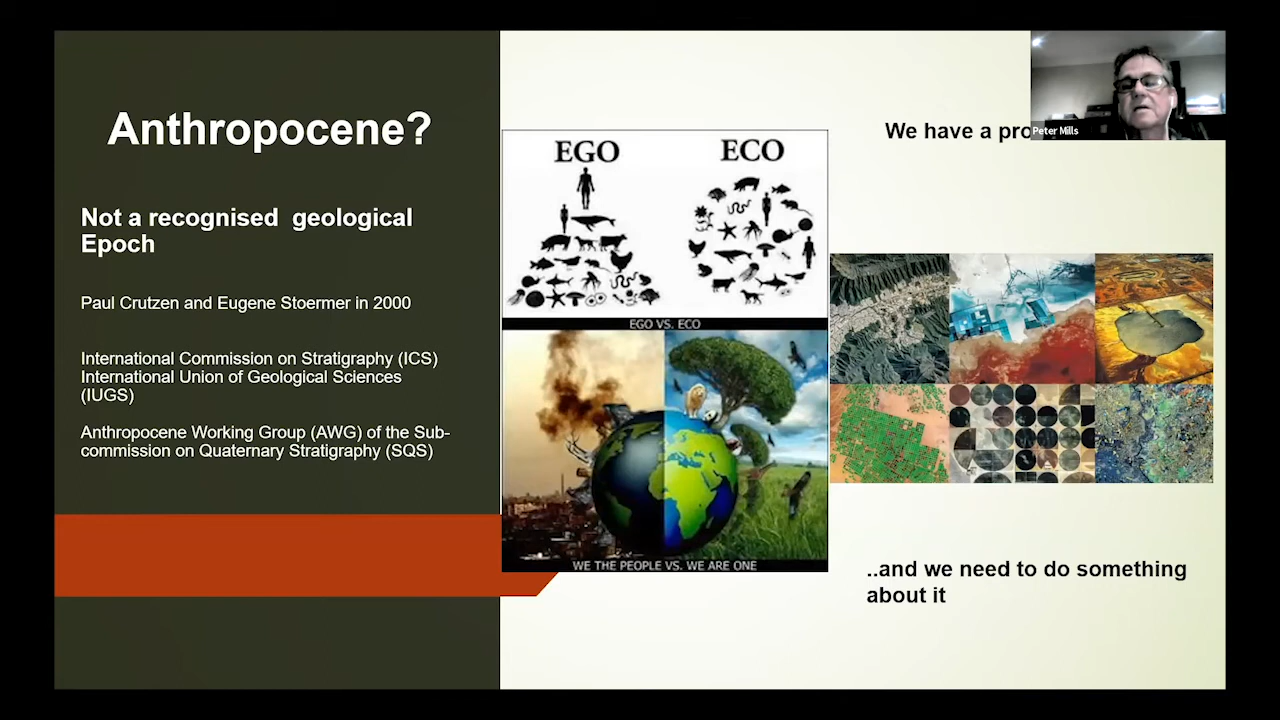 Anthropocene?
Not a recognised geological
Epoch
Paul Crutzen and Eugene Stoermer in 2000
International Commission on Stratigraphy (ICS)
International Union of Geological Sciences
(IUGS)
Anthropocene Working Group (AWG) of the Sub-
commission on Quaternary Stratigraphy (SQS)
EGO
ECO
EGO VS. ECO
WE THE PEOPLE VS. WE ARE ONE
We have a pro
Peter Mills
..and we need to do something
about it